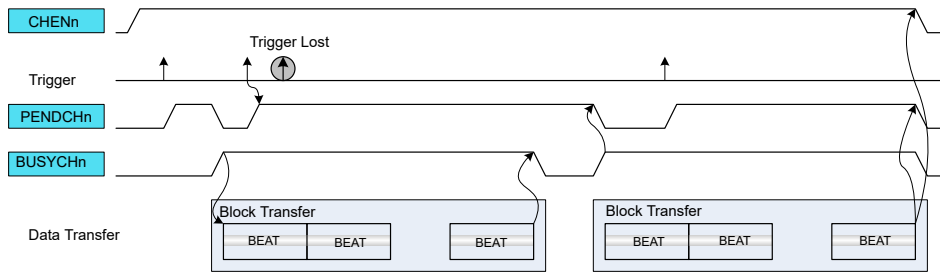 CHENn
Trigger Lost
Trigger
PENDCHn
BUSYCHn
Block Transfer
Block Transfer
Data Transfer
BEAT
BEAT
BEAT
BEAT
BEAT
BEAT